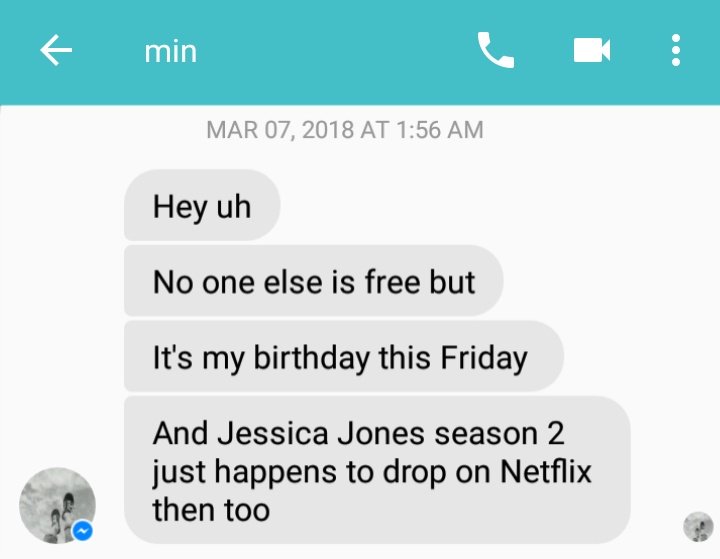 min
MAR 07, 2018 AT 1:56 AM
Hey uh
No one else is free but
It's my birthday this Friday
And Jessica Jones season 2
just happens to drop on Netflix
then too